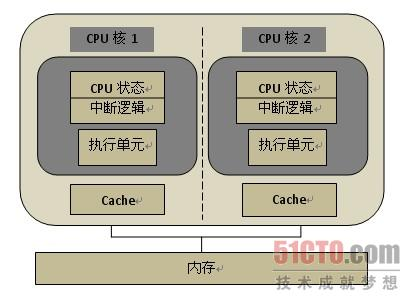 CPU 核 1
CPU 核 2
CPU 状态
中断逻辑
执行单元
CPU 状态
中断逻辑
执行单元
Cache
Cache
内存
51CTO.com
技术成就梦想